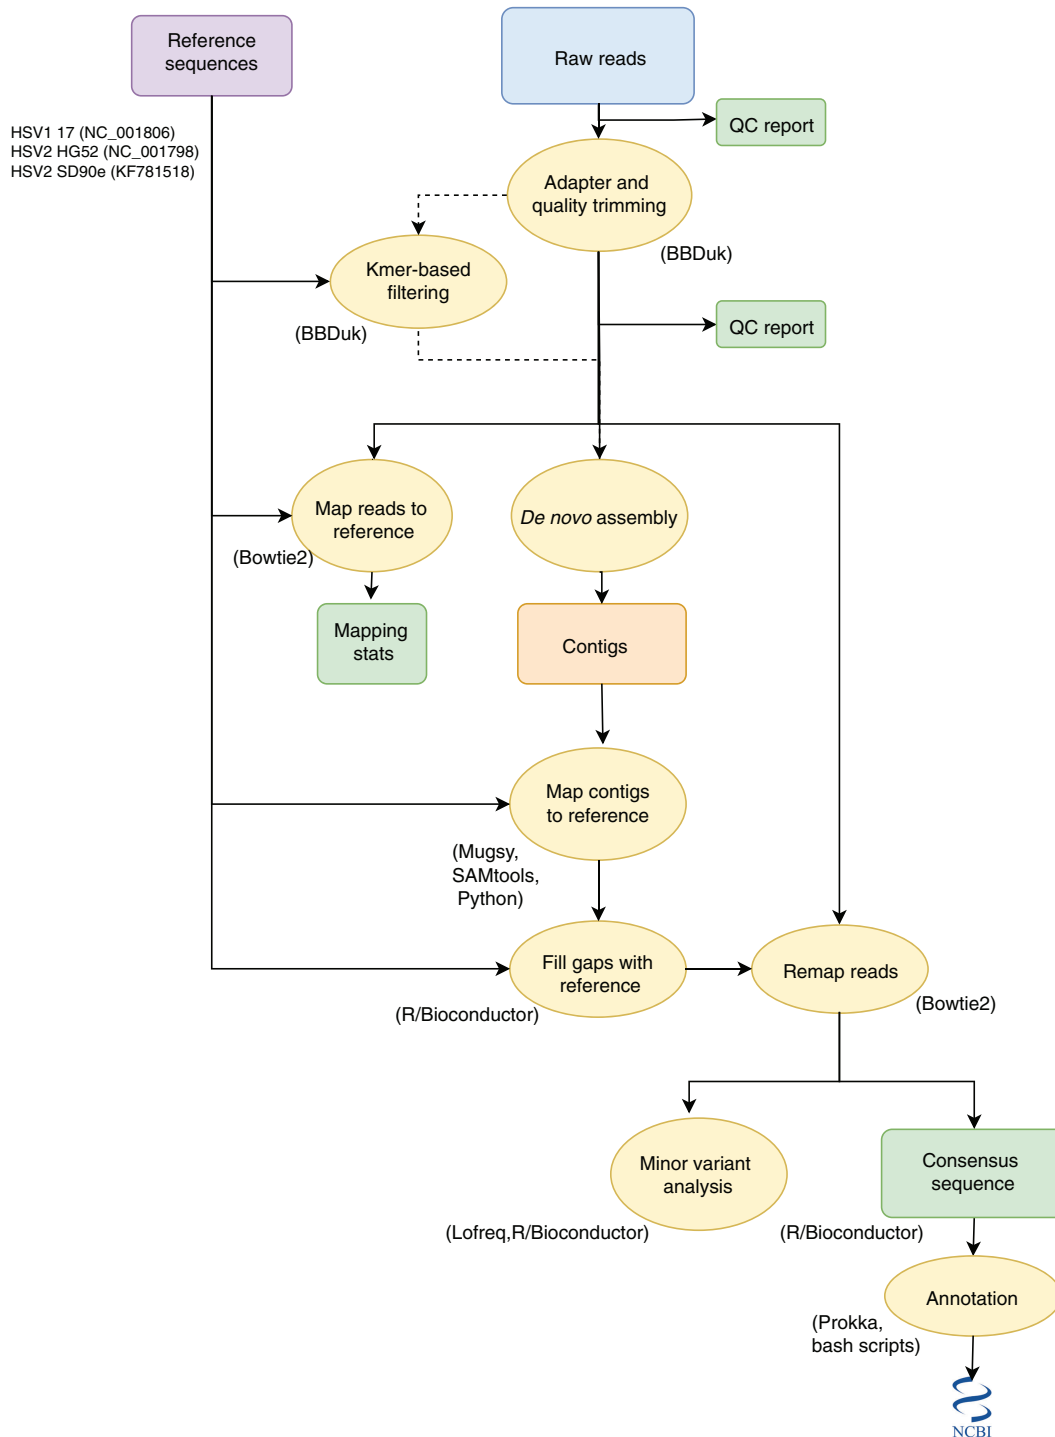 Reference
sequences
Raw reads
HSV1 17 (NC_001806)
HSV2 HG52 (NC_001798)
HSV2 SD90e (KF781518)
QC report
Adapter and
quality trimming
(BBDuk)
Kmer-based
filtering
(BBDuk)
QC report
Map reads to
reference
(Bowtie2)
De novo assembly
Mapping
stats
Contigs
Map contigs
to reference
(Mugsy,
SAMtools,
Python)
Fill gaps with
reference
(R/Bioconductor)
Remap reads
(Bowtie2)
Minor variant
analysis
(Lofreq,R/Bioconductor)
Consensus
sequence
(R/Bioconductor)
Annotation
(Prokka,
bash scripts)
NCBI